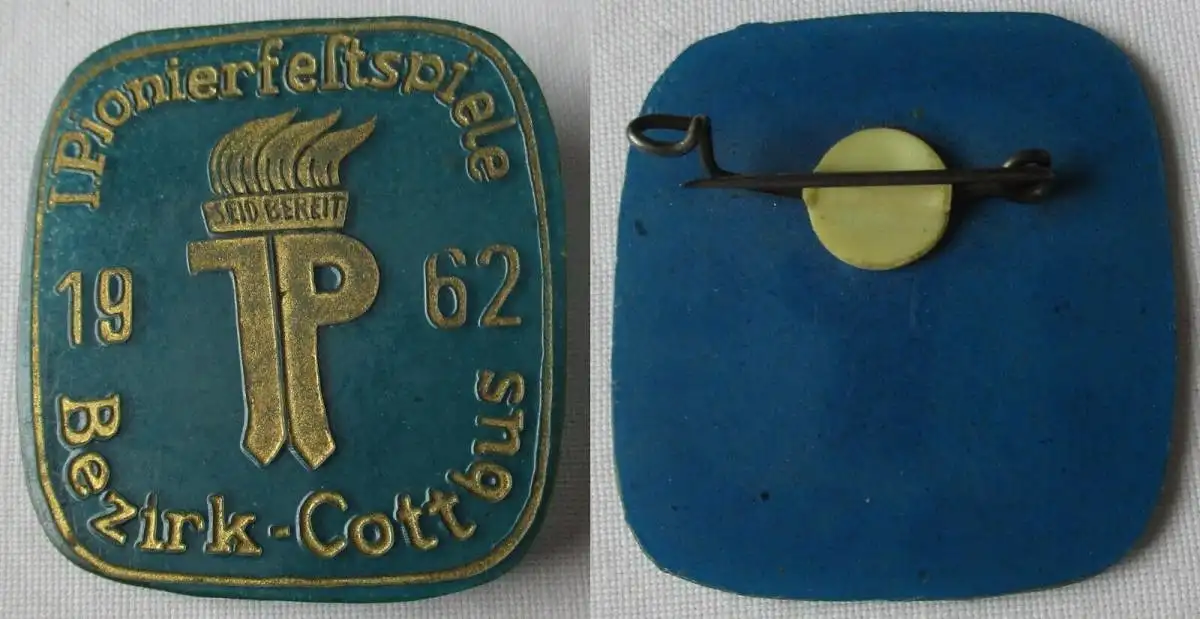 I.Pionierfeſtspiele
SEID BEREIT
JP
19 62
Bezirk-Cottbus